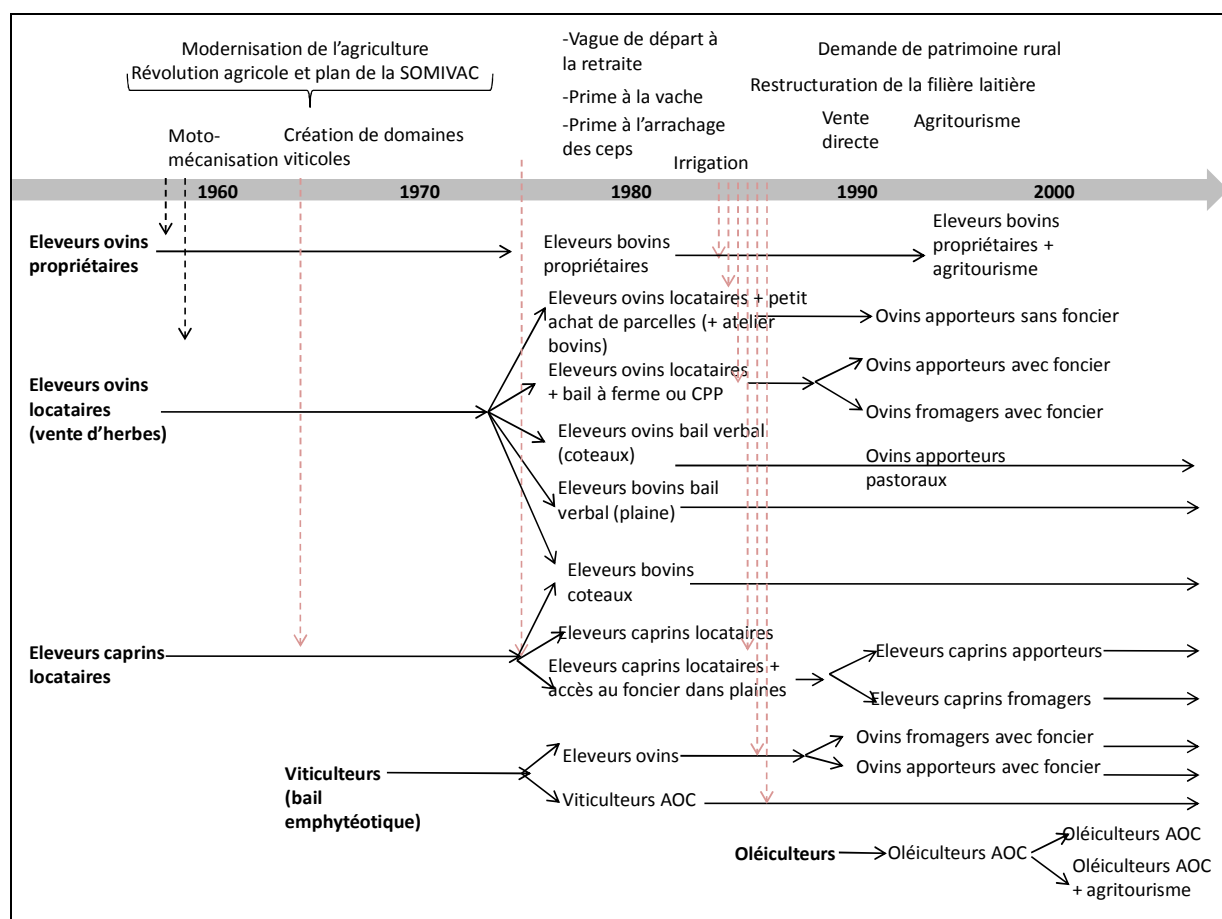 Modernisation de l'agriculture
Révolution agricole et plan de la SOMIVAC
-Vague de départ à
la retraite
-Prime à la vache
-Prime à l'arrachage
des ceps
Demande de patrimoine rural
Restructuration de la filière laitière
Vente
directe
Agritourisme
Moto-
mécanisation
Création de domaines
viticoles
Irrigation
1960
1970
1980
1990
2000
Eleveurs ovins
propriétaires
Eleveurs bovins
propriétaires
Eleveurs bovins
propriétaires +
agritourisme
Eleveurs ovins locataires + petit
achat de parcelles (+ atelier
bovins)
Ovins apporteurs sans foncier
Eleveurs ovins
locataires
(vente d'herbes)
Eleveurs ovins locataires
+ bail à ferme ou CPP
Ovins apporteurs avec foncier
Ovins fromagers avec foncier
Eleveurs ovins bail verbal
(coteaux)
Ovins apporteurs
pastoraux
Eleveurs bovins bail
verbal (plaine)
Eleveurs bovins
coteaux
Eleveurs caprins
locataires
Eleveurs caprins locataires
Eleveurs caprins locataires +
accès au foncier dans plaines
Eleveurs caprins apporteurs
Eleveurs caprins fromagers
Viticulteurs
(bail
emphytéotique)
Eleveurs ovins
Ovins fromagers avec foncier
Ovins apporteurs avec foncier
Viticulteurs AOC
Oléiculteurs
Oléiculteurs AOC
Oléiculteurs AOC
Oléiculteurs AOC
+ agritourisme